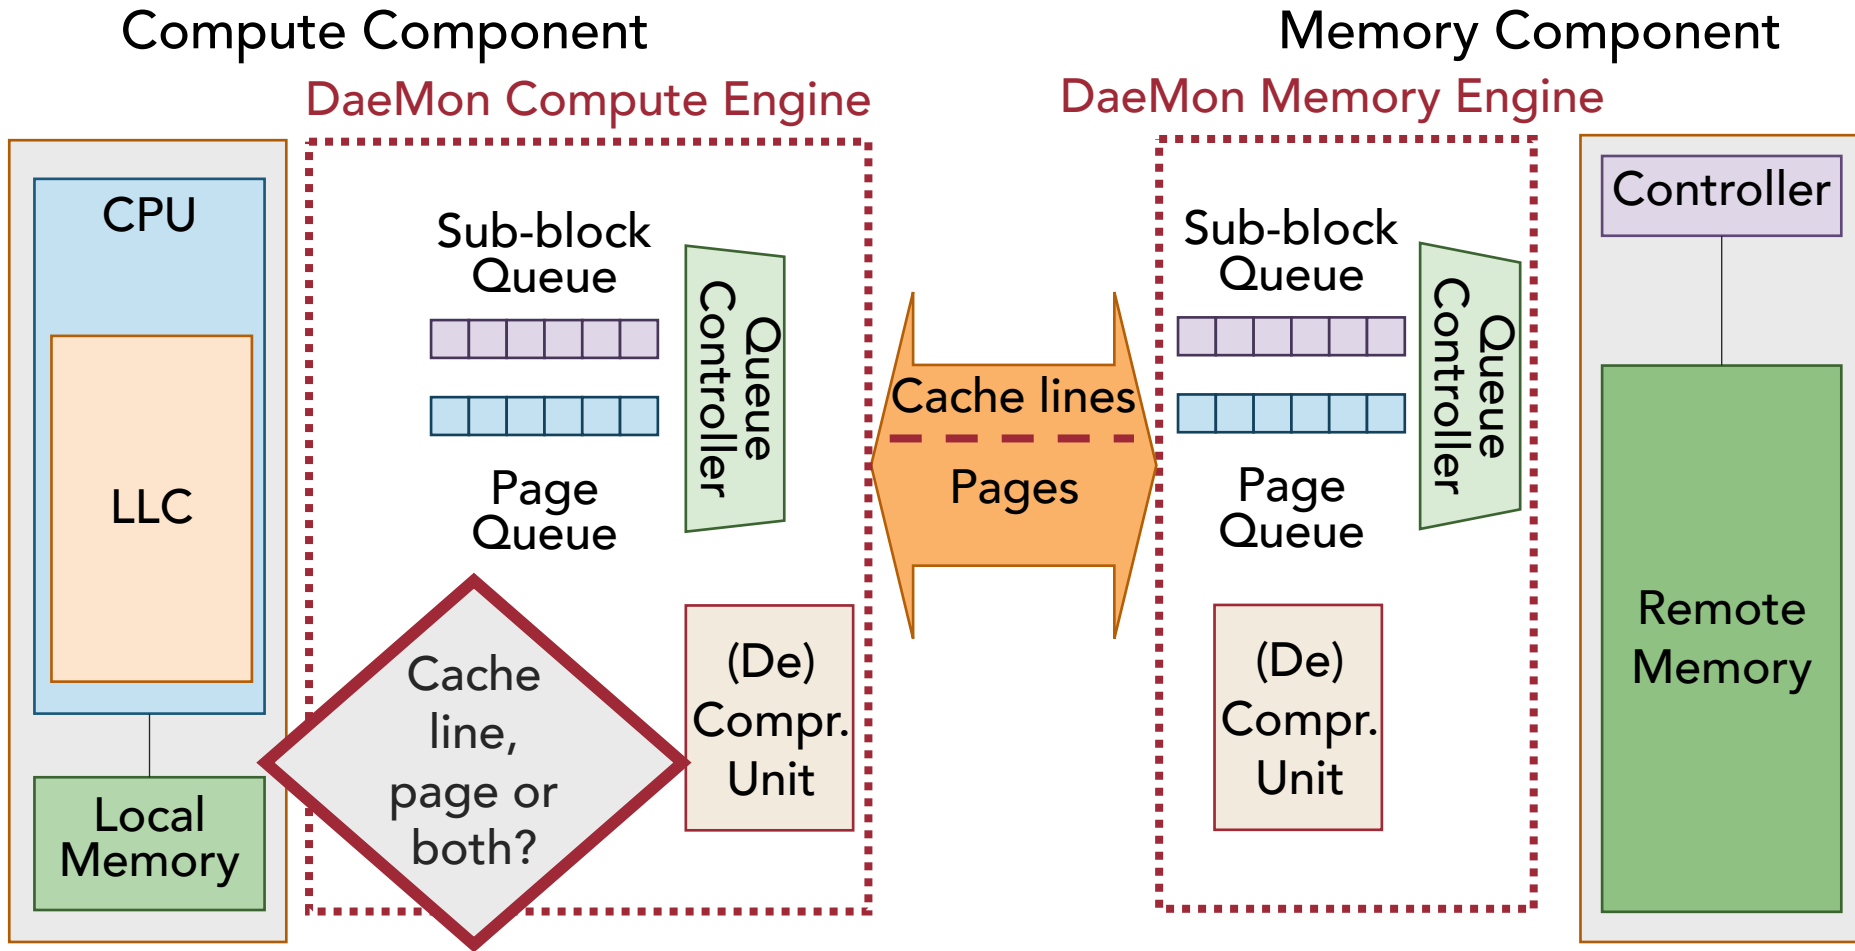 Compute Component
Memory Component
DaeMon Compute Engine
DaeMon Memory Engine
CPU
LLC
Local
Memory
Sub-block
Queue
Page
Queue
Queue
Controller
Cache
line,
page or
both?
(De)
Compr.
Unit
Cache lines
Pages
Sub-block
Queue
Page
Queue
Queue
Controller
(De)
Compr.
Unit
Controller
Remote
Memory